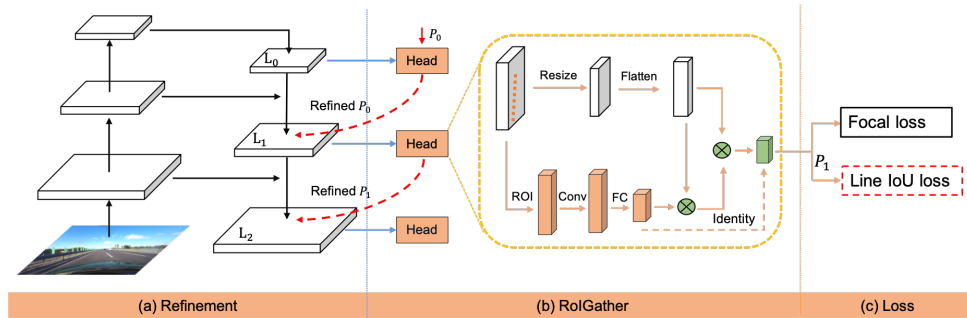 P₀
L₀
Head
Resize
Flatten
Refined P₀
Focal loss
L₁
Head
P₁
Line IoU loss
Refined P₁
ROI
Conv
FC
Identity
L₂
Head
(a) Refinement
(b) RoIGather
(c) Loss